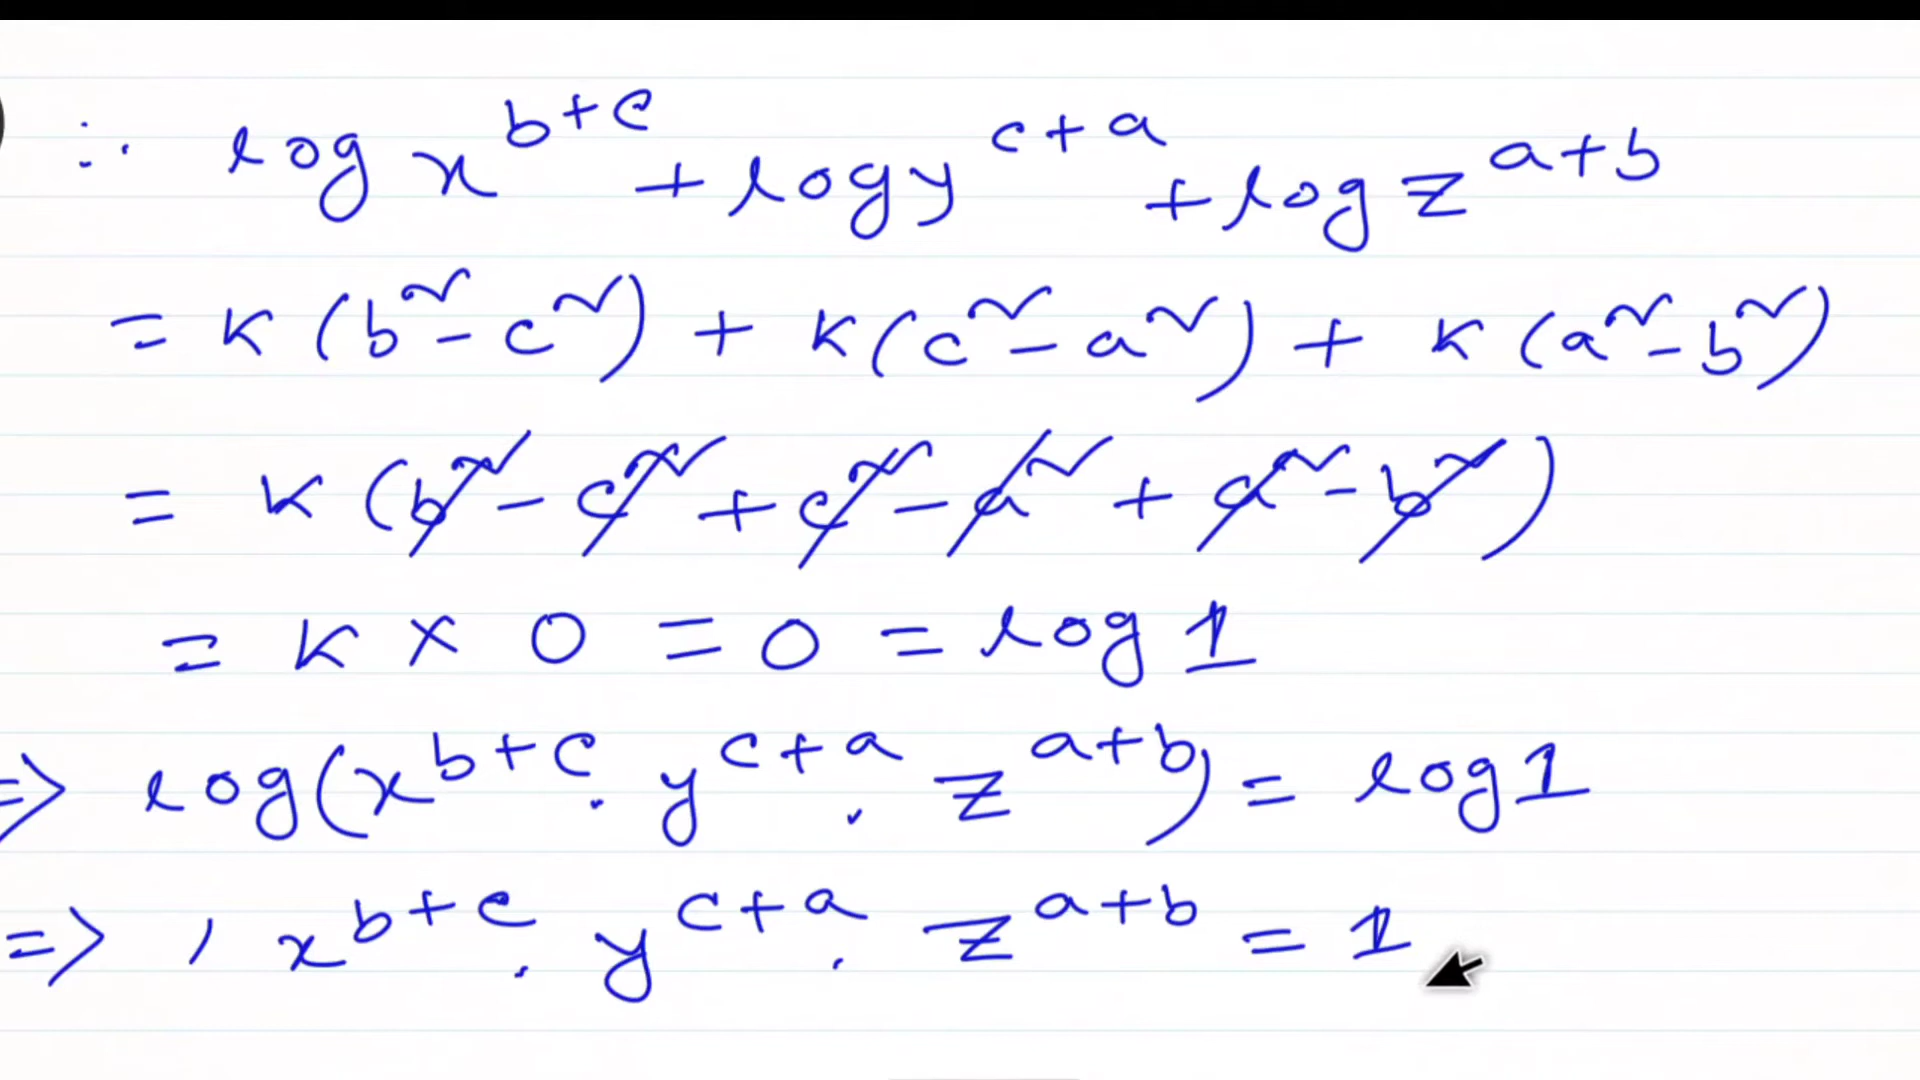 ∴ log x^{b+c} + log y^{c+a} + log z^{a+b}
= K (b² - c²) + K (c² - a²) + K (a² - b²)
= K (b² - c² + c² - a² + a² - b²)
= K × 0 = 0 = log 1
=> log(x^{b+c} . y^{c+a} . z^{a+b}) = log 1
=> , x^{b+c} . y^{c+a} . z^{a+b} = 1